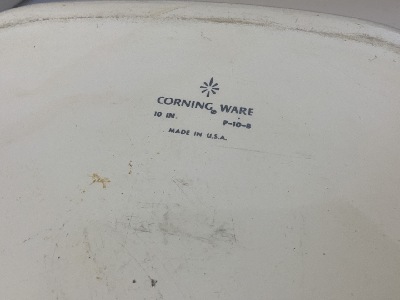 CORNING® WARE
10 IN. P-10-B
MADE IN U.S.A.